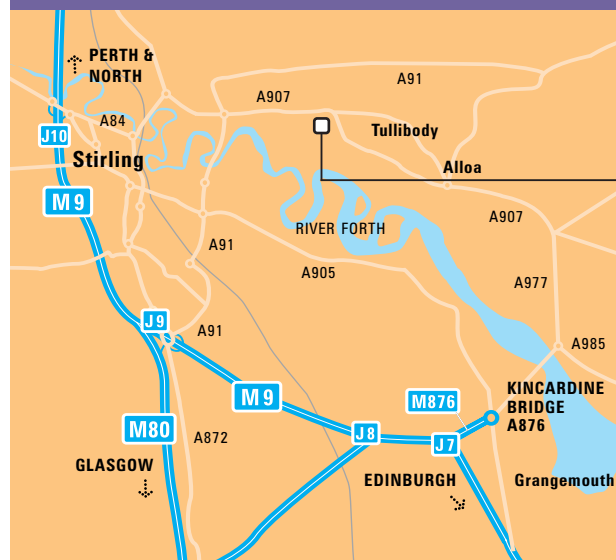 PERTH &
NORTH
A91
A907
A84
J10
Tullibody
Stirling
Alloa
M9
A907
RIVER FORTH
A91
A905
A977
J9
A91
A985
KINCARDINE
BRIDGE
A876
M9
M876
M80
J8
J7
A872
GLASGOW
EDINBURGH
Grangemouth